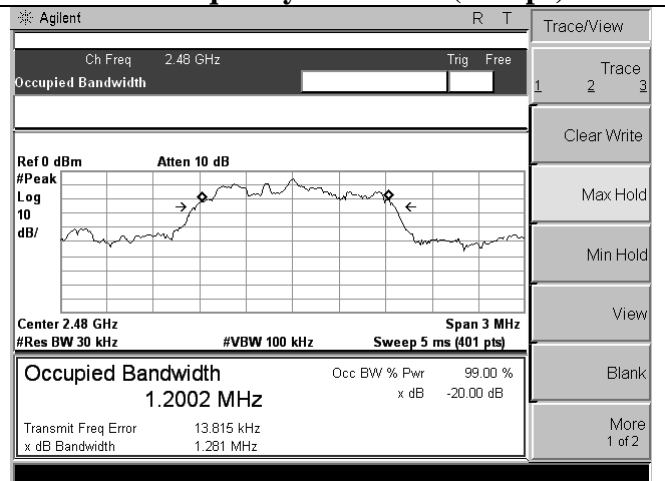 Agilent R T
Ch Freq 2.48 GHz Trig Free
Occupied Bandwidth
Ref 0 dBm Atten 10 dB
#Peak
Log
10
dB/
Center 2.48 GHz Span 3 MHz
#Res BW 30 kHz #VBW 100 kHz Sweep 5 ms (401 pts)
Occupied Bandwidth Occ BW % Pwr 99.00 %
1.2002 MHz x dB -20.00 dB
Transmit Freq Error 13.815 kHz
x dB Bandwidth 1.281 MHz
Trace/View
Trace
1 2 3
Clear Write
Max Hold
Min Hold
View
Blank
More
1 of 2